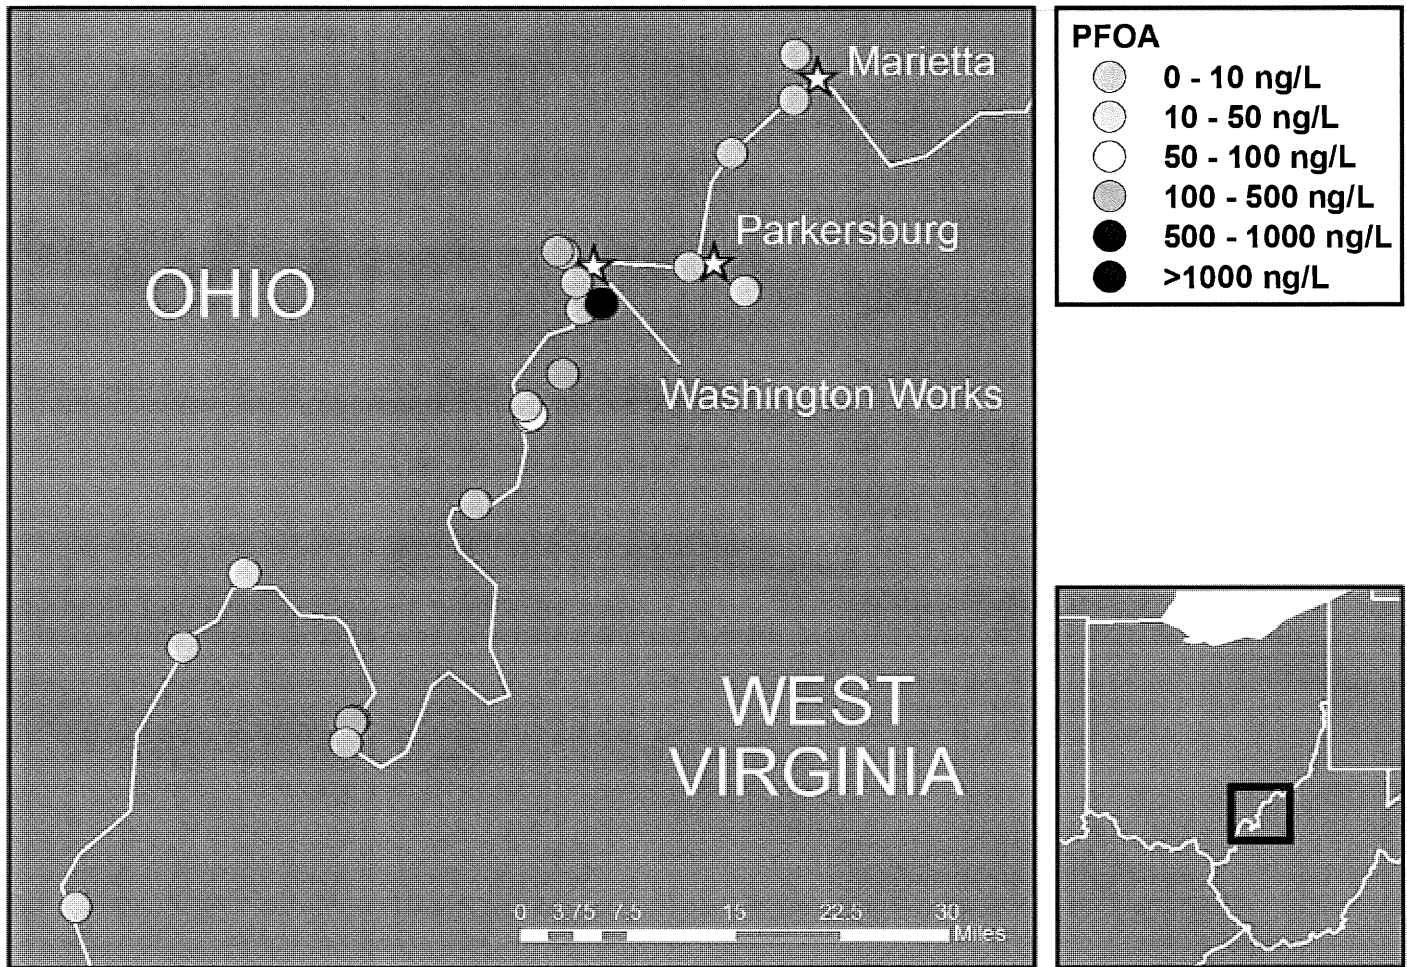 Marietta
Parkersburg
OHIO
Washington Works
WEST
VIRGINIA
0 3.75 7.5 15 22.5 30
Miles
PFOA
0 - 10 ng/L
10 - 50 ng/L
50 - 100 ng/L
100 - 500 ng/L
500 - 1000 ng/L
>1000 ng/L